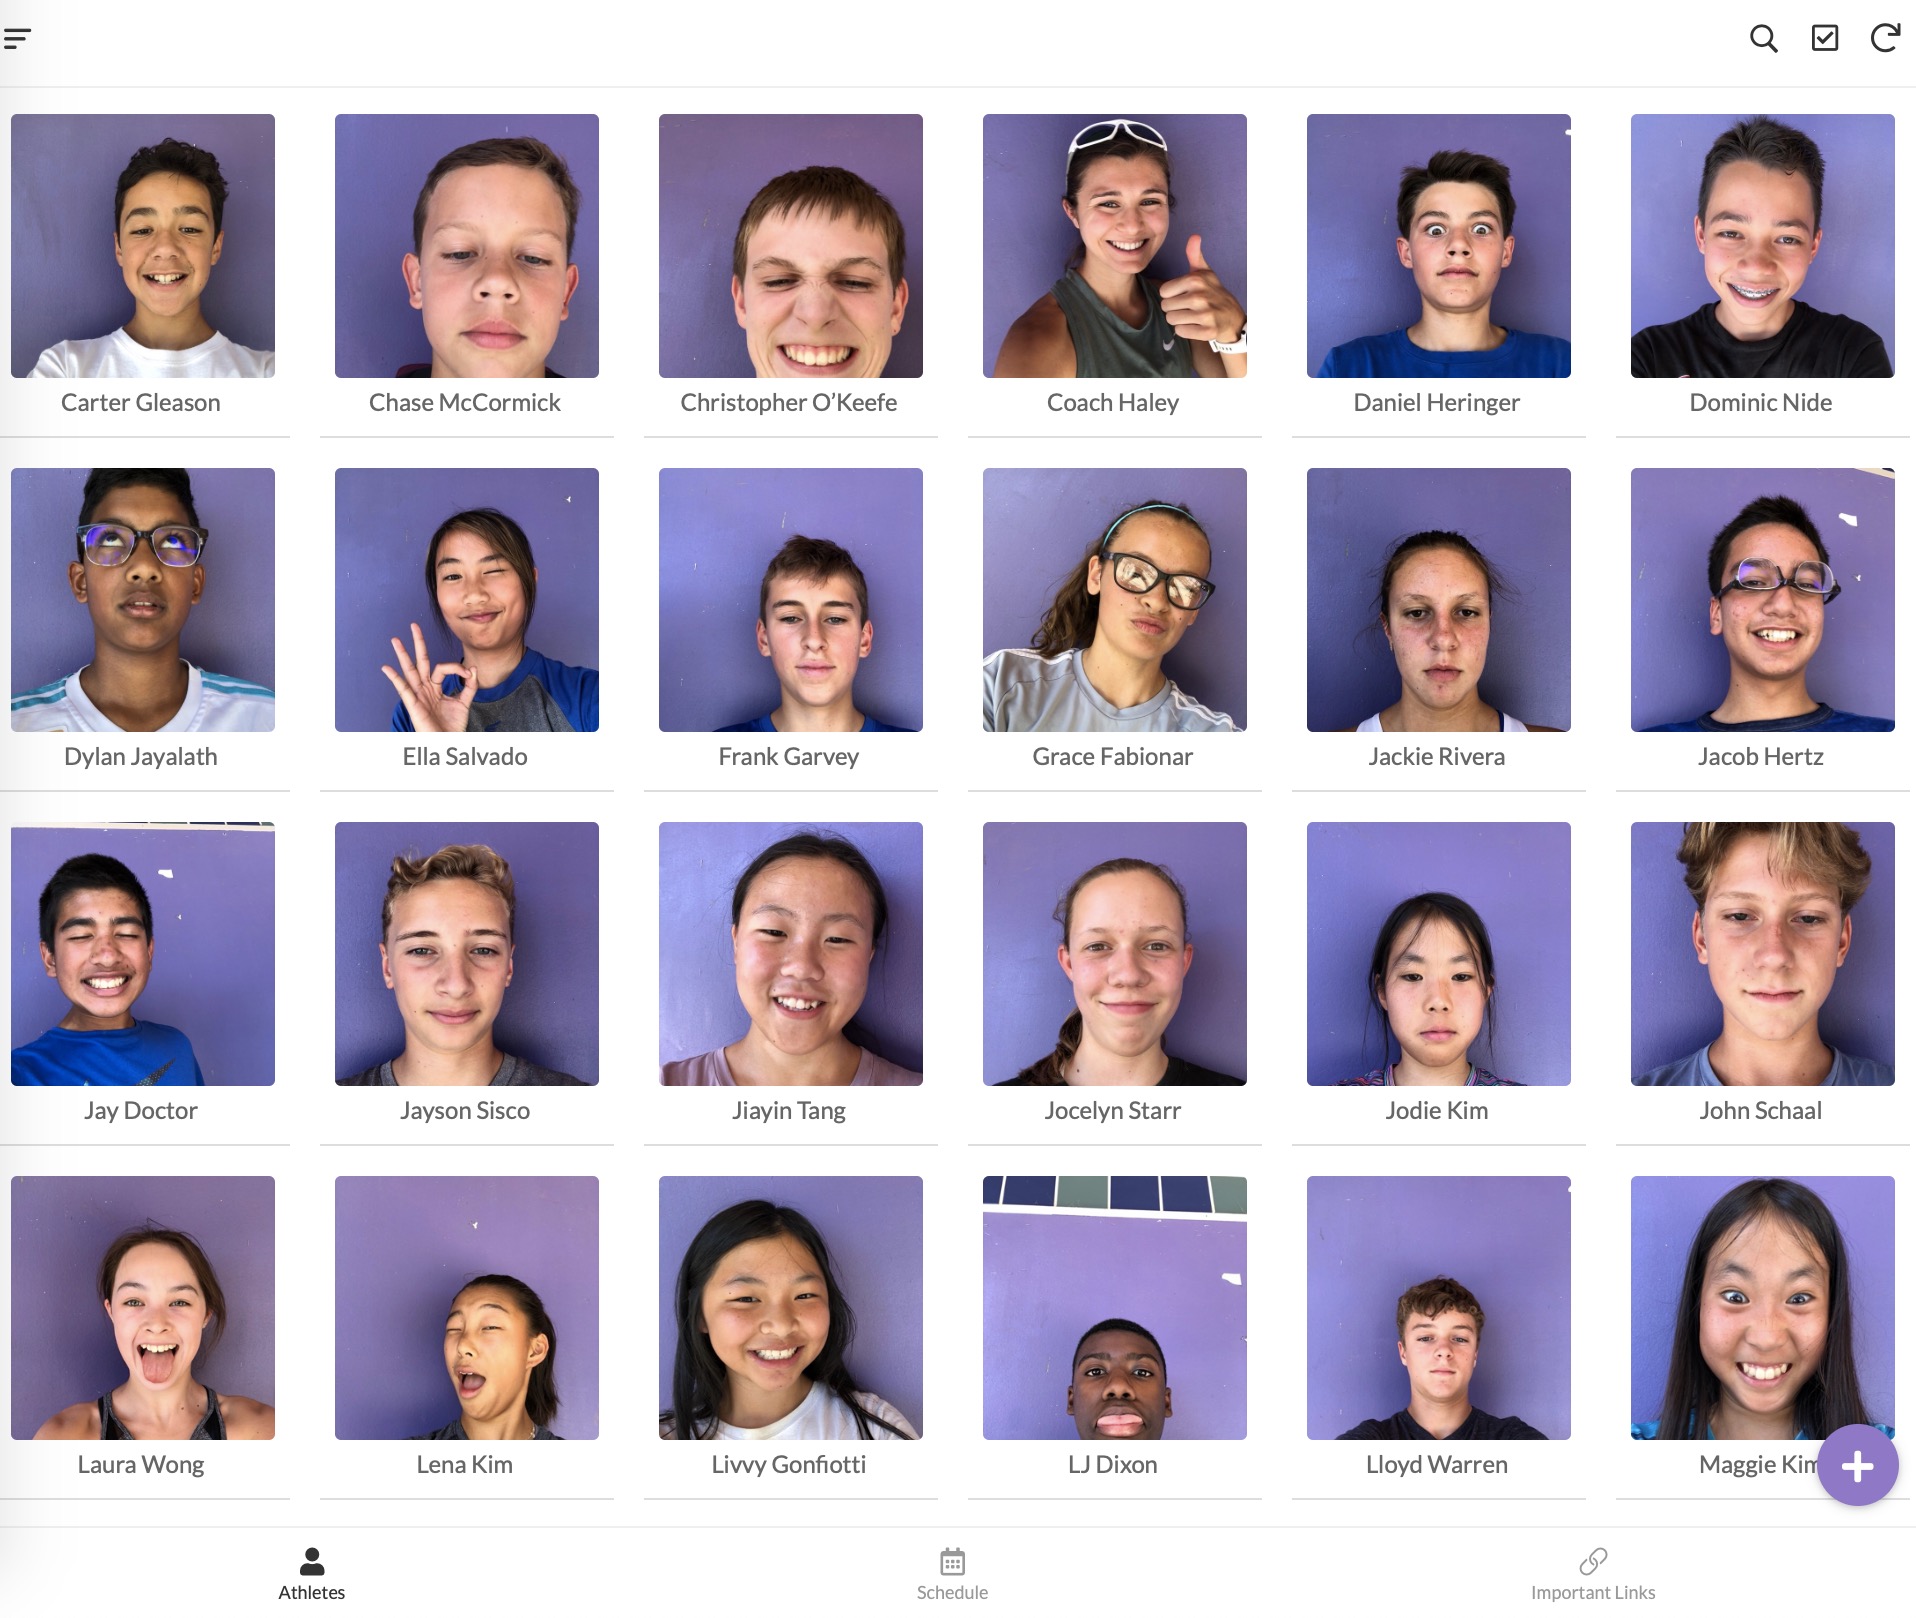 Carter Gleason
Chase McCormick
Christopher O’Keefe
Coach Haley
Daniel Heringer
Dominic Nide
Dylan Jayalath
Ella Salvado
Frank Garvey
Grace Fabionar
Jackie Rivera
Jacob Hertz
Jay Doctor
Jayson Sisco
Jiayin Tang
Jocelyn Starr
Jodie Kim
John Schaal
Laura Wong
Lena Kim
Livvy Gonfiotti
LJ Dixon
Lloyd Warren
Maggie Kim
Athletes
Schedule
Important Links